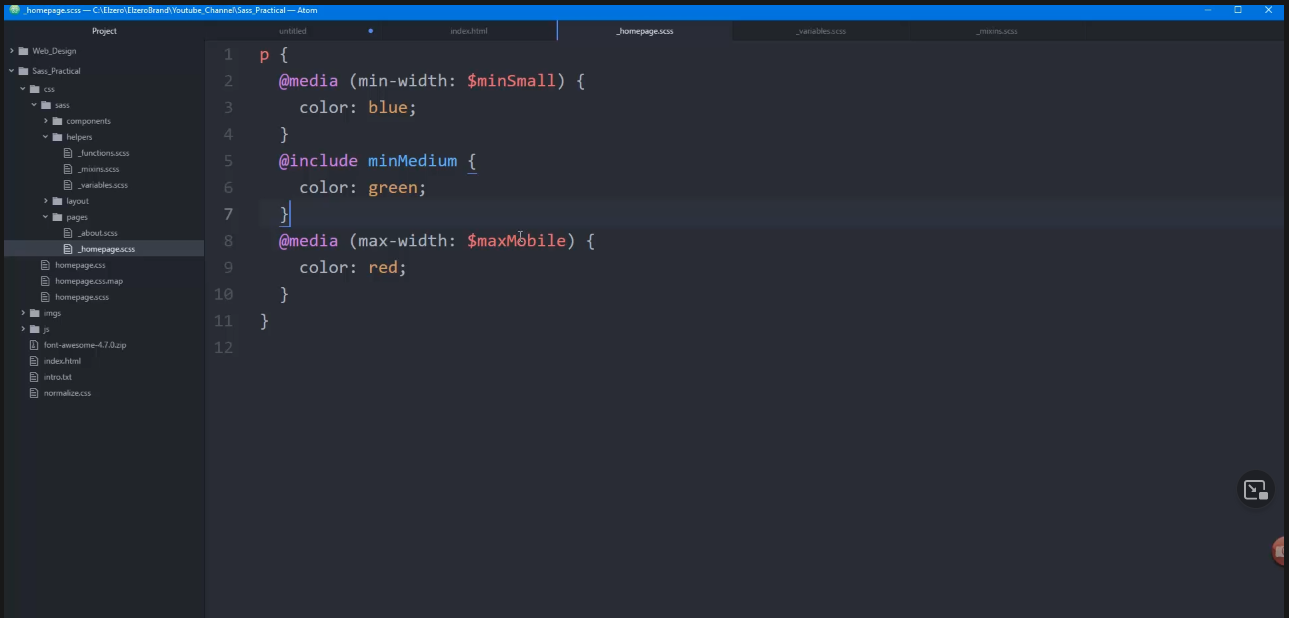 _homepage.scss — C:\Elzero\ElzeroBrand\Youtube_Channel\Sass_Practical — Atom
Project
untitled
index.html
_homepage.scss
_variables.scss
_mixins.scss
Web_Design
Sass_Practical
css
sass
components
helpers
_functions.scss
_mixins.scss
_variables.scss
layout
pages
_about.scss
_homepage.scss
homepage.css
homepage.css.map
homepage.scss
imgs
js
font-awesome-4.7.0.zip
index.html
intro.txt
normalize.css
1 p {
2 @media (min-width: $minSmall) {
3 color: blue;
4 }
5 @include minMedium {
6 color: green;
7 }
8 @media (max-width: $maxMobile) {
9 color: red;
10 }
11 }
12